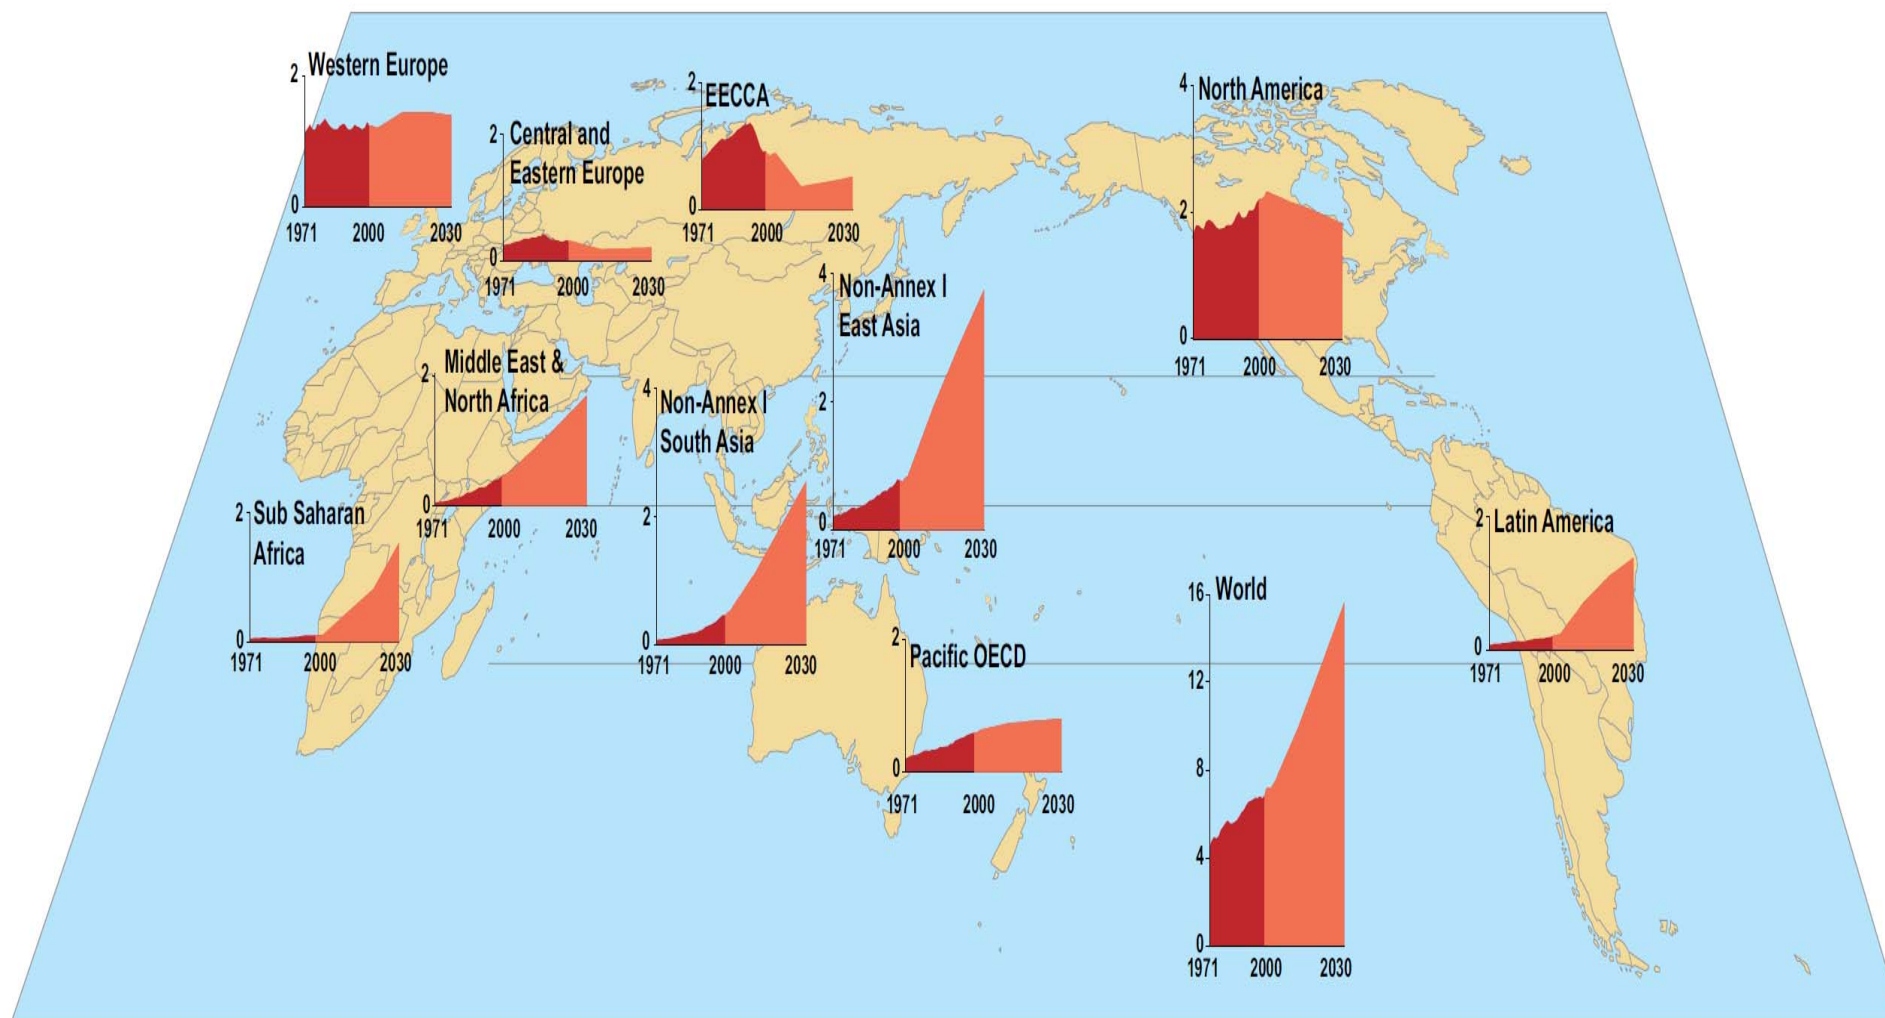 Western Europe
2
0
1971 2000 2030
Central and
Eastern Europe
2
0
1971 2000 2030
EECCA
2
0
1971 2000 2030
North America
4
2
0
1971 2000 2030
Middle East &
North Africa
2
0
1971 2000 2030
Non-Annex I
East Asia
4
2
0
1971 2000 2030
Non-Annex I
South Asia
4
2
0
1971 2000 2030
Sub Saharan
Africa
2
0
1971 2000 2030
Latin America
2
0
1971 2000 2030
Pacific OECD
2
0
1971 2000 2030
World
16
12
8
4
0
1971 2000 2030